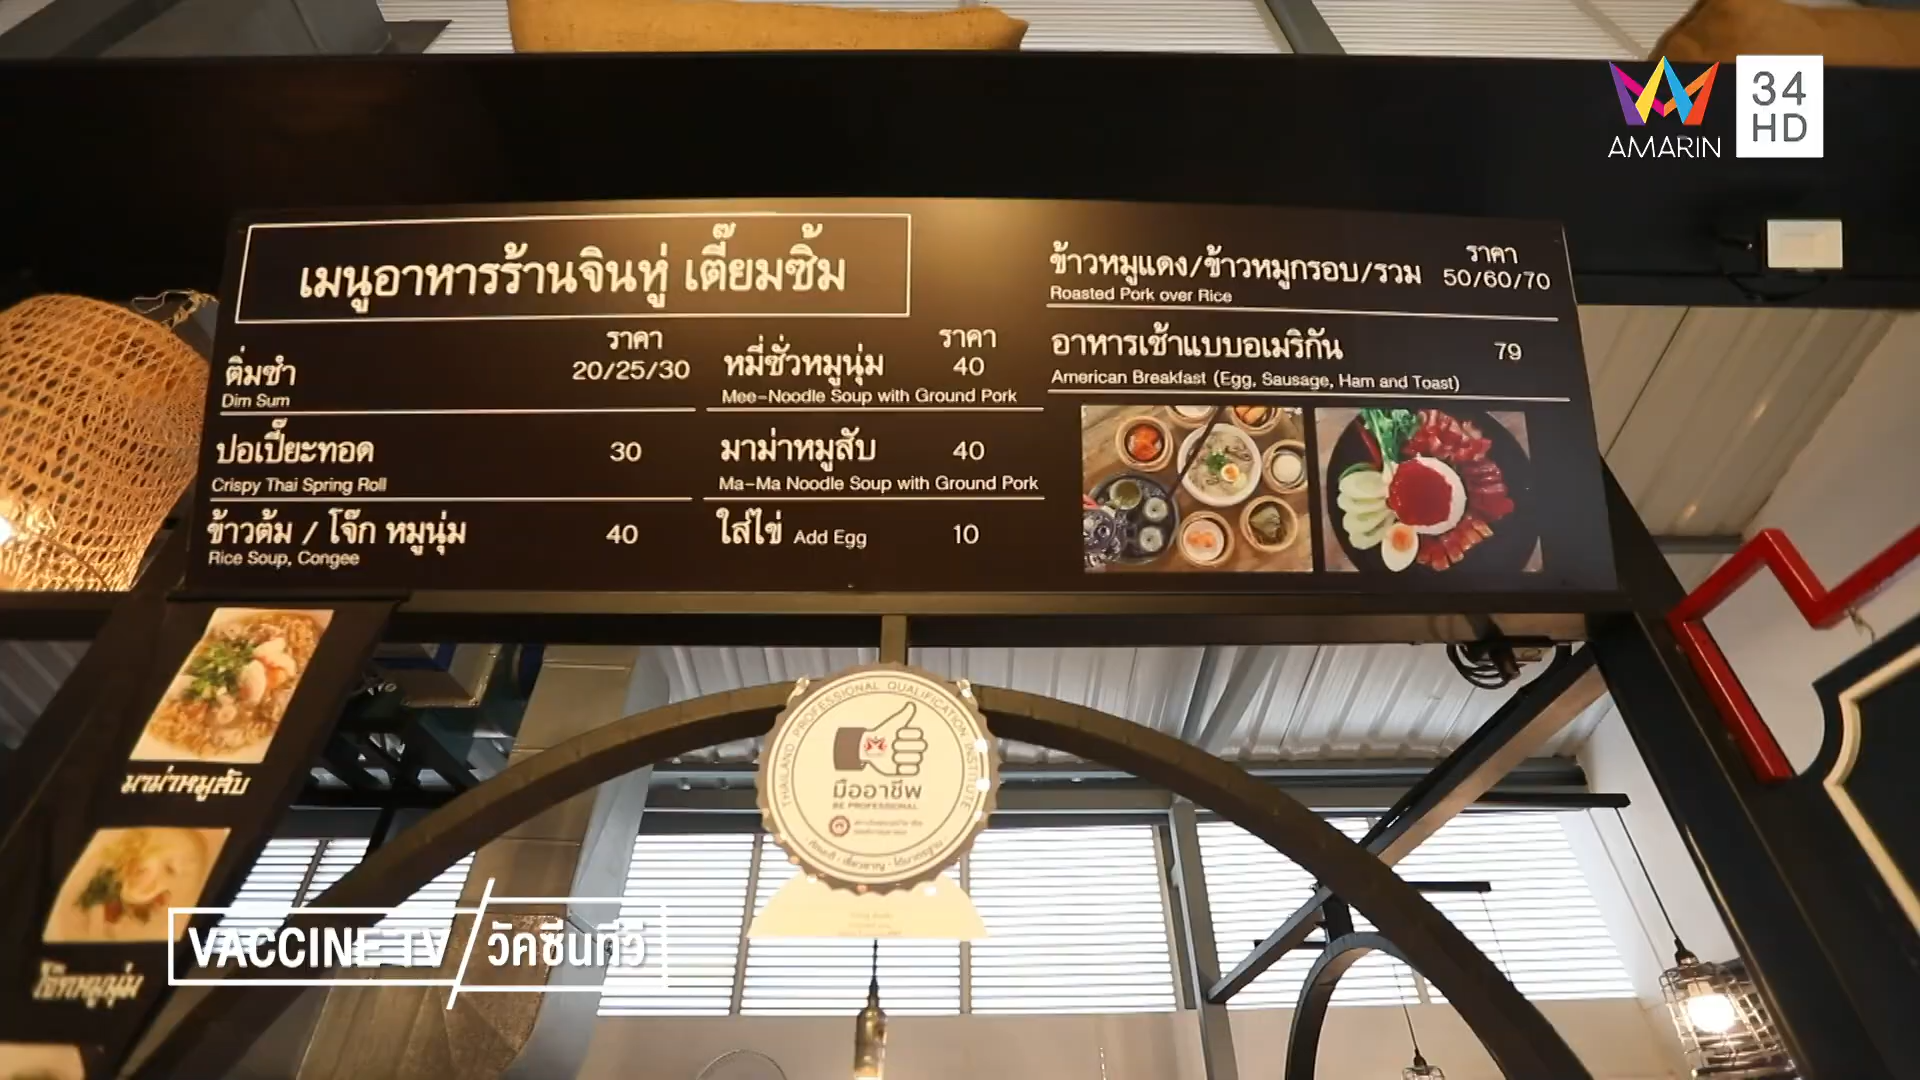 AMARIN
34
HD
เมนูอาหารร้านจินหู่ เตี๊ยมซิ้ม
ราคา
ติ่มซำ 20/25/30
Dim Sum
ปอเปี๊ยะทอด 30
Crispy Thai Spring Roll
ข้าวต้ม / โจ๊ก หมูนุ่ม 40
Rice Soup, Congee
ราคา
หมี่ซั่วหมูนุ่ม 40
Mee-Noodle Soup with Ground Pork
มาม่าหมูสับ 40
Ma-Ma Noodle Soup with Ground Pork
ใส่ไข่ Add Egg 10
ราคา
ข้าวหมูแดง/ข้าวหมูกรอบ/รวม 50/60/70
Roasted Pork over Rice
อาหารเช้าแบบอเมริกัน 79
American Breakfast (Egg, Sausage, Ham and Toast)
มาม่าหมูสับ
โจ๊กหมูนุ่ม
THAILAND PROFESSIONAL QUALIFICATION INSTITUTE
มืออาชีพ
BE PROFESSIONAL
VACCINE TV / วัคซีนทีวี